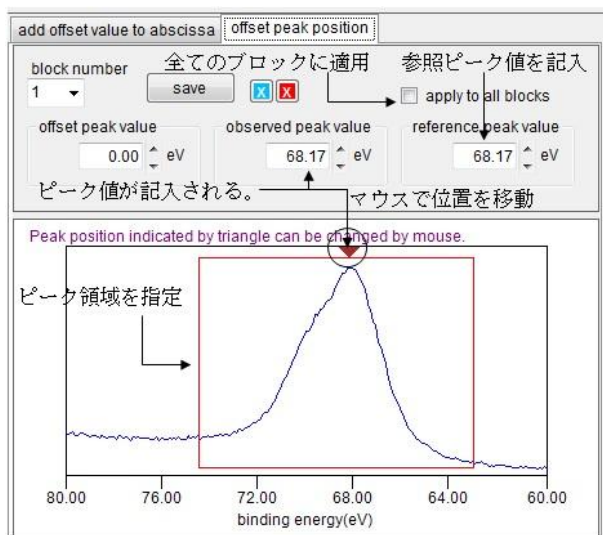 add offset value to abscissa offset peak position
block number 全てのブロックに適用 参照ピーク値を記入
1 save X X apply to all blocks
offset peak value observed peak value reference peak value
0.00 eV 68.17 eV 68.17 eV
ピーク値が記入される。 マウスで位置を移動
Peak position indicated by triangle can be changed by mouse.
ピーク領域を指定
80.00 76.00 72.00 68.00 64.00 60.00
binding energy(eV)